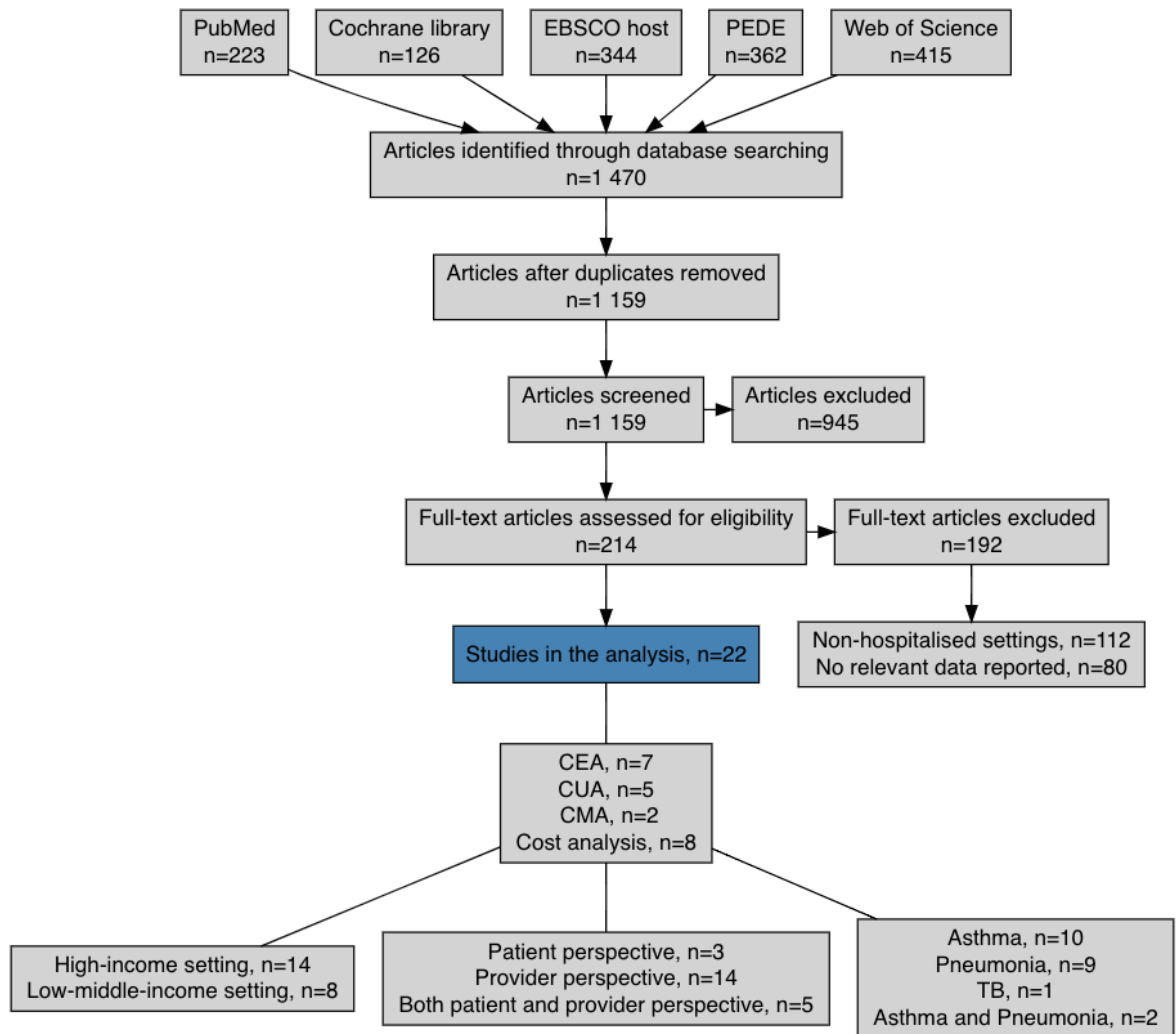 PubMed
n=223
Cochrane library
n=126
EBSCO host
n=344
PEDE
n=362
Web of Science
n=415
Articles identified through database searching
n=1 470
Articles after duplicates removed
n=1 159
Articles screened
n=1 159
Articles excluded
n=945
Full-text articles assessed for eligibility
n=214
Full-text articles excluded
n=192
Studies in the analysis, n=22
Non-hospitalised settings, n=112
No relevant data reported, n=80
CEA, n=7
CUA, n=5
CMA, n=2
Cost analysis, n=8
High-income setting, n=14
Low-middle-income setting, n=8
Patient perspective, n=3
Provider perspective, n=14
Both patient and provider perspective, n=5
Asthma, n=10
Pneumonia, n=9
TB, n=1
Asthma and Pneumonia, n=2